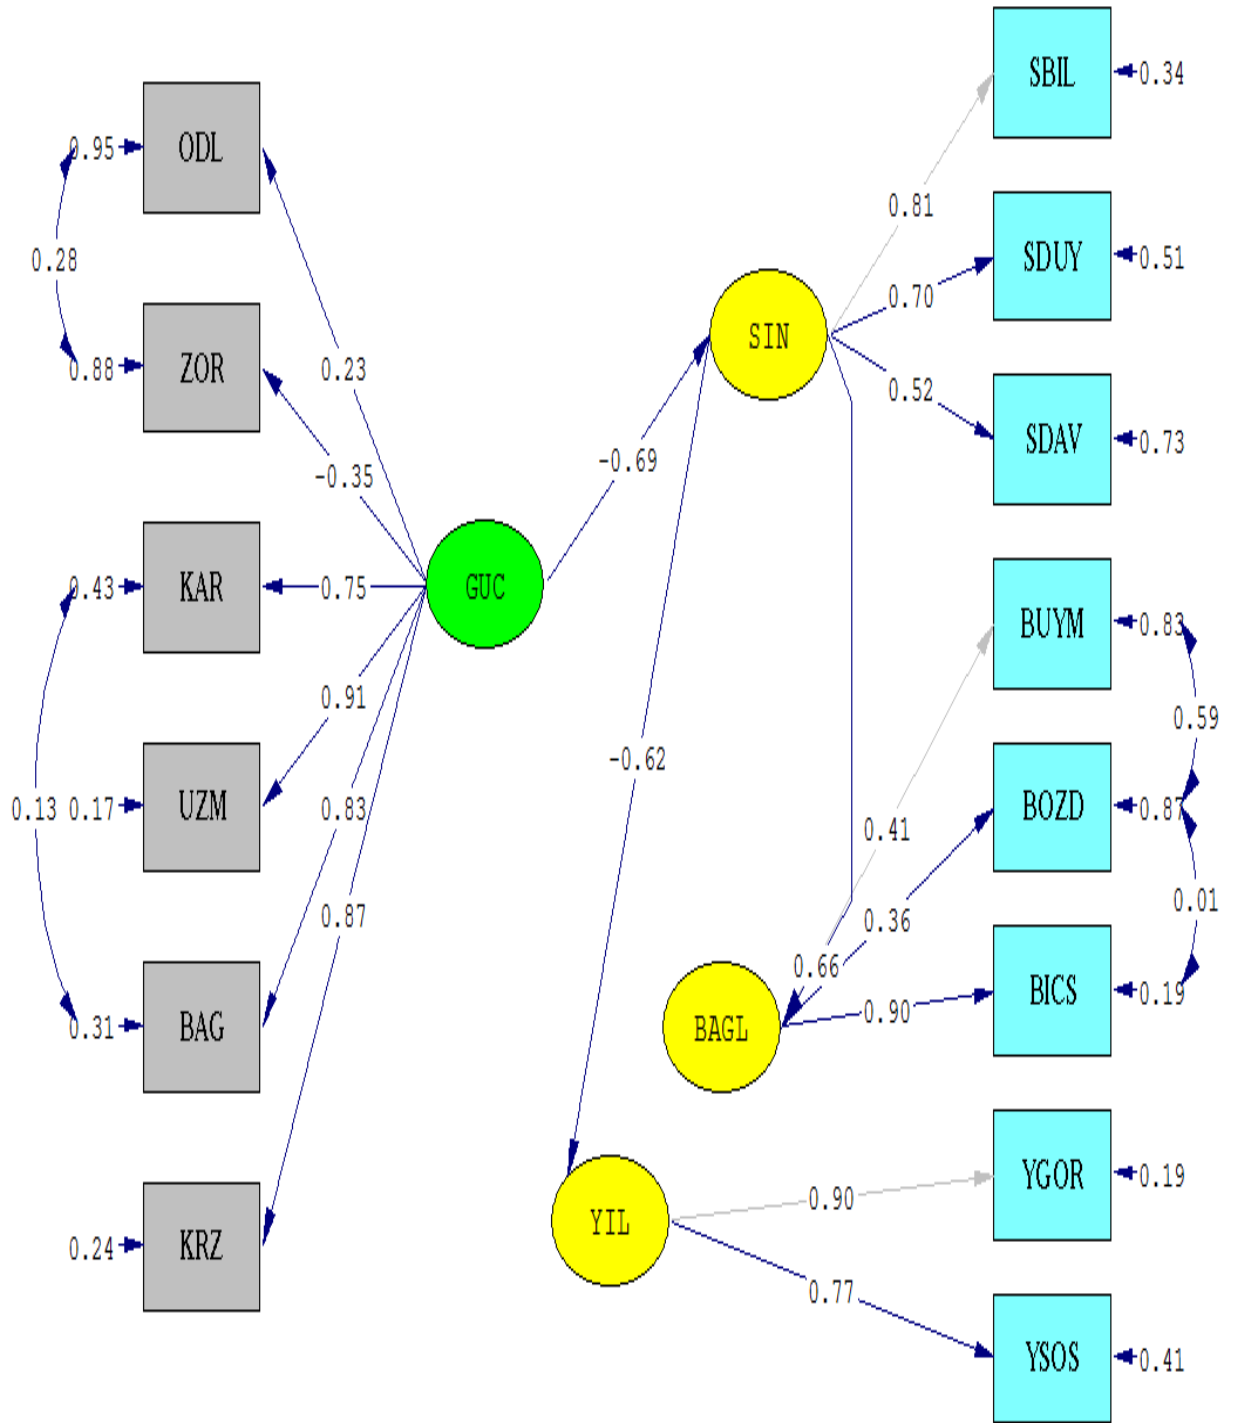 SBIL
0.34
0.95
ODL
0.81
0.28
SDUY
0.51
0.70
SIN
0.88
ZOR
0.23
0.52
SDAV
0.73
-0.35
-0.69
0.43
KAR
0.75
GUC
BUYM
0.83
0.91
0.59
-0.62
0.13
0.17
UZM
0.83
0.41
BOZD
0.87
0.87
0.36
0.01
0.66
BICS
0.19
0.90
0.31
BAG
BAGL
YGOR
0.19
0.90
0.24
KRZ
YIL
0.77
YSOS
0.41